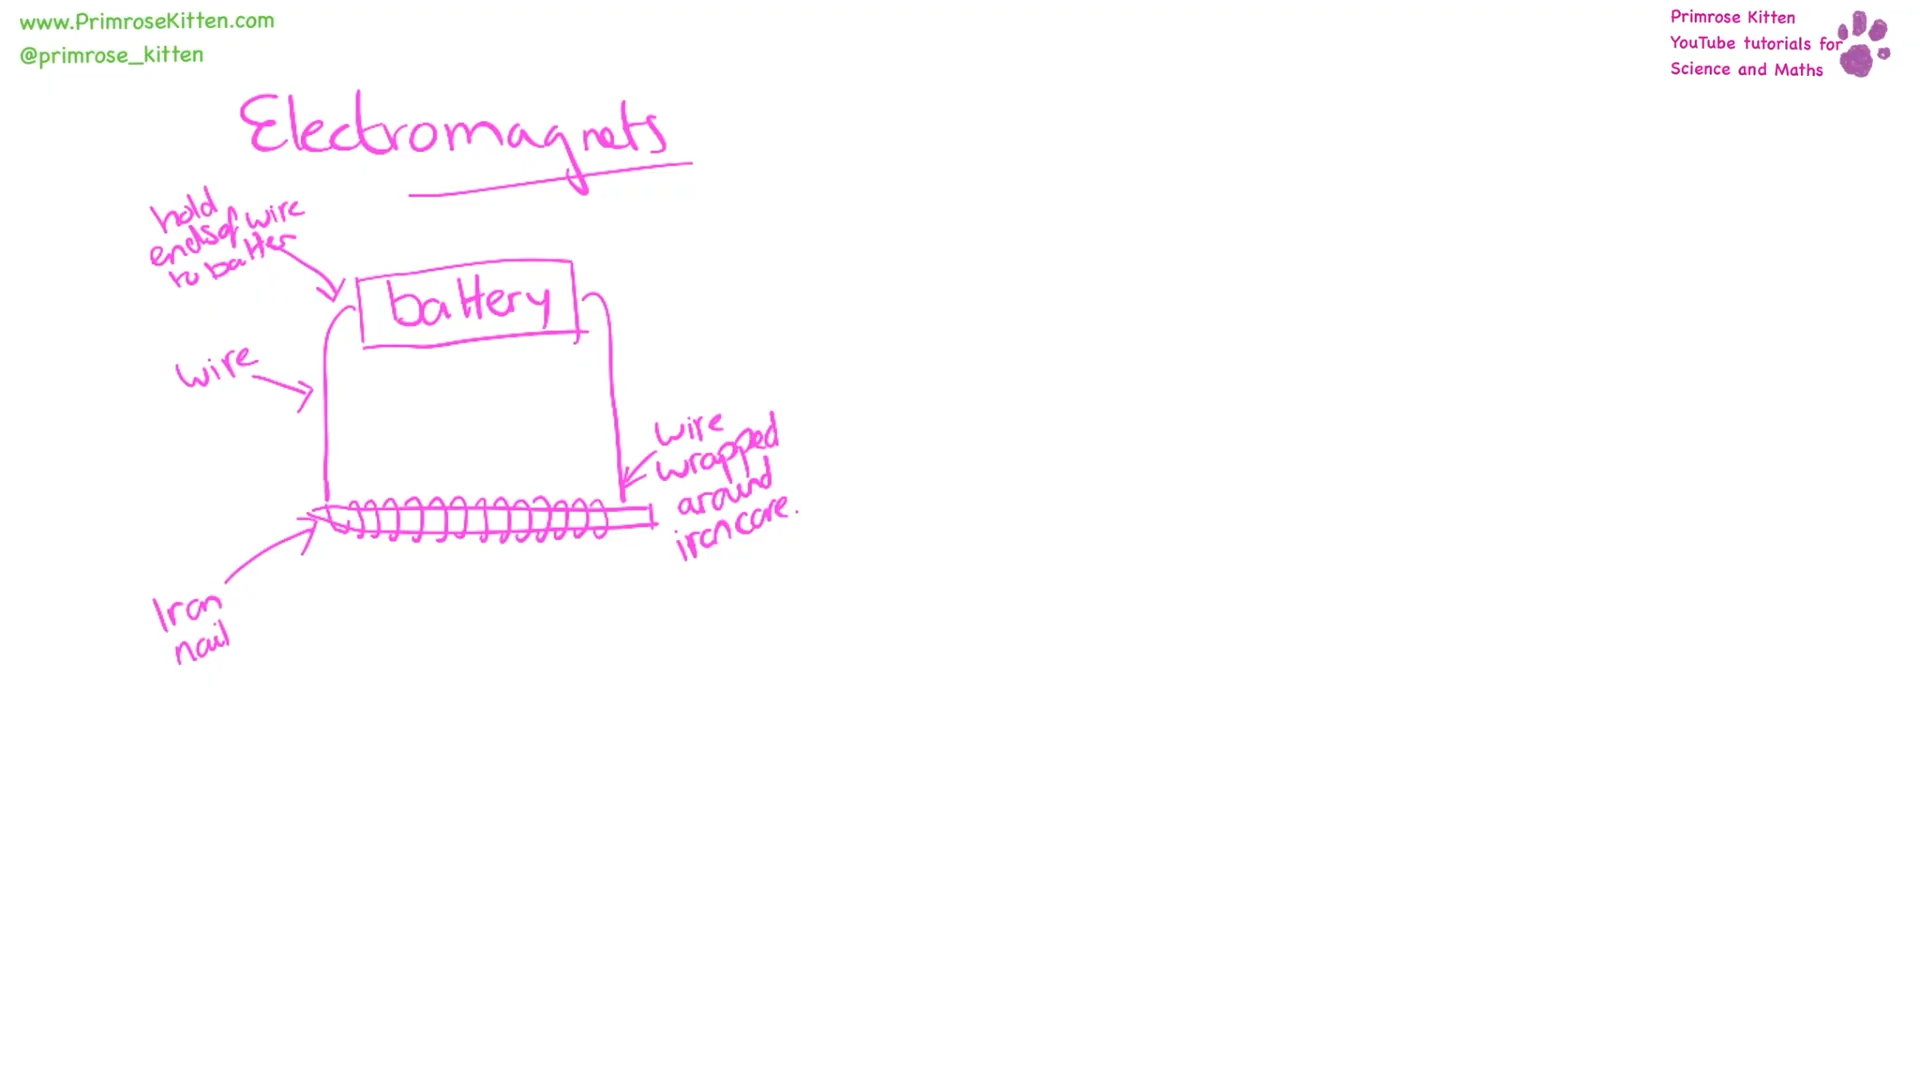 www.PrimroseKitten.com
@primrose_kitten
Primrose Kitten
YouTube tutorials for
Science and Maths
Electromagnets
hold
ends of wire
to batter
battery
wire
wire
wrapped
around
iron core.
Iron
nail